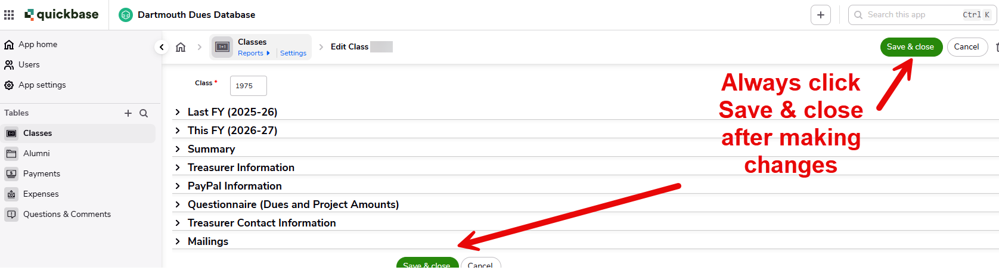 quickbase
Dartmouth Dues Database
+
Search this app
Ctrl K
App home
Users
App settings
Tables
Classes
Alumni
Payments
Expenses
Questions & Comments
Classes
Reports
Settings
Edit Class
Save & close
Cancel
Class *
1975
Last FY (2025-26)
This FY (2026-27)
Summary
Treasurer Information
PayPal Information
Questionnaire (Dues and Project Amounts)
Treasurer Contact Information
Mailings
Always click
Save & close
after making
changes
Save & close
Cancel